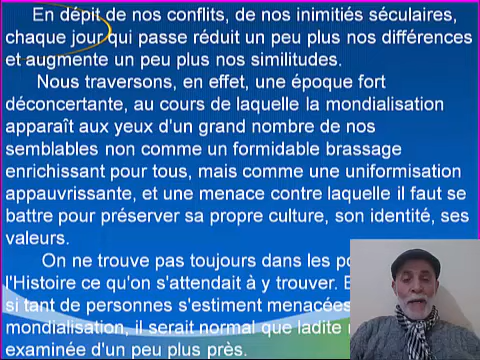 En dépit de nos conflits, de nos inimitiés séculaires,
chaque jour qui passe réduit un peu plus nos différences
et augmente un peu plus nos similitudes.
Nous traversons, en effet, une époque fort
déconcertante, au cours de laquelle la mondialisation
apparaît aux yeux d'un grand nombre de nos
semblables non comme un formidable brassage
enrichissant pour tous, mais comme une uniformisation
appauvrissante, et une menace contre laquelle il faut se
battre pour préserver sa propre culture, son identité, ses
valeurs.
On ne trouve pas toujours dans les
l'Histoire ce qu'on s'attendait à y trouver.
si tant de personnes s'estiment menacées
mondialisation, il serait normal que ladite
examinée d'un peu plus près.